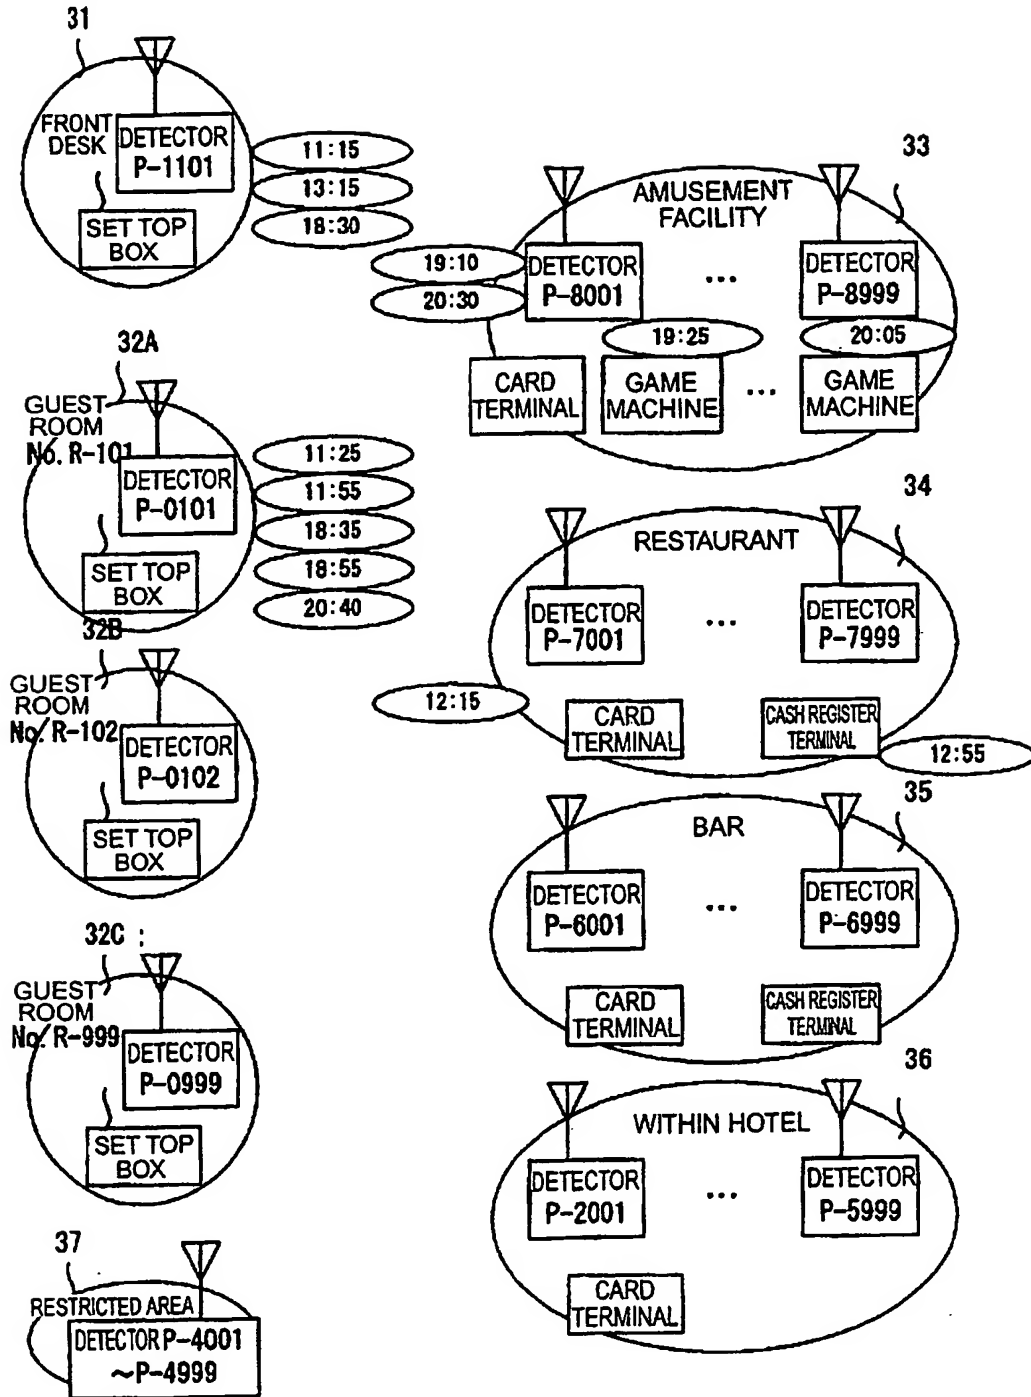 31
FRONT
DESK
DETECTOR
P-1101
SET TOP
BOX
11:15
13:15
18:30
32A
GUEST
ROOM
No. R-101
DETECTOR
P-0101
SET TOP
BOX
11:25
11:55
18:35
18:55
20:40
32B
GUEST
ROOM
No. R-102
DETECTOR
P-0102
SET TOP
BOX
32C :
GUEST
ROOM
No. R-999
DETECTOR
P-0999
SET TOP
BOX
37
RESTRICTED AREA
DETECTOR P-4001
~P-4999
33
AMUSEMENT
FACILITY
19:10
20:30
DETECTOR
P-8001
...
DETECTOR
P-8999
19:25
20:05
CARD
TERMINAL
GAME
MACHINE
...
GAME
MACHINE
34
RESTAURANT
DETECTOR
P-7001
...
DETECTOR
P-7999
12:15
CARD
TERMINAL
CASH REGISTER
TERMINAL
12:55
35
BAR
DETECTOR
P-6001
...
DETECTOR
P-6999
CARD
TERMINAL
CASH REGISTER
TERMINAL
36
WITHIN HOTEL
DETECTOR
P-2001
...
DETECTOR
P-5999
CARD
TERMINAL